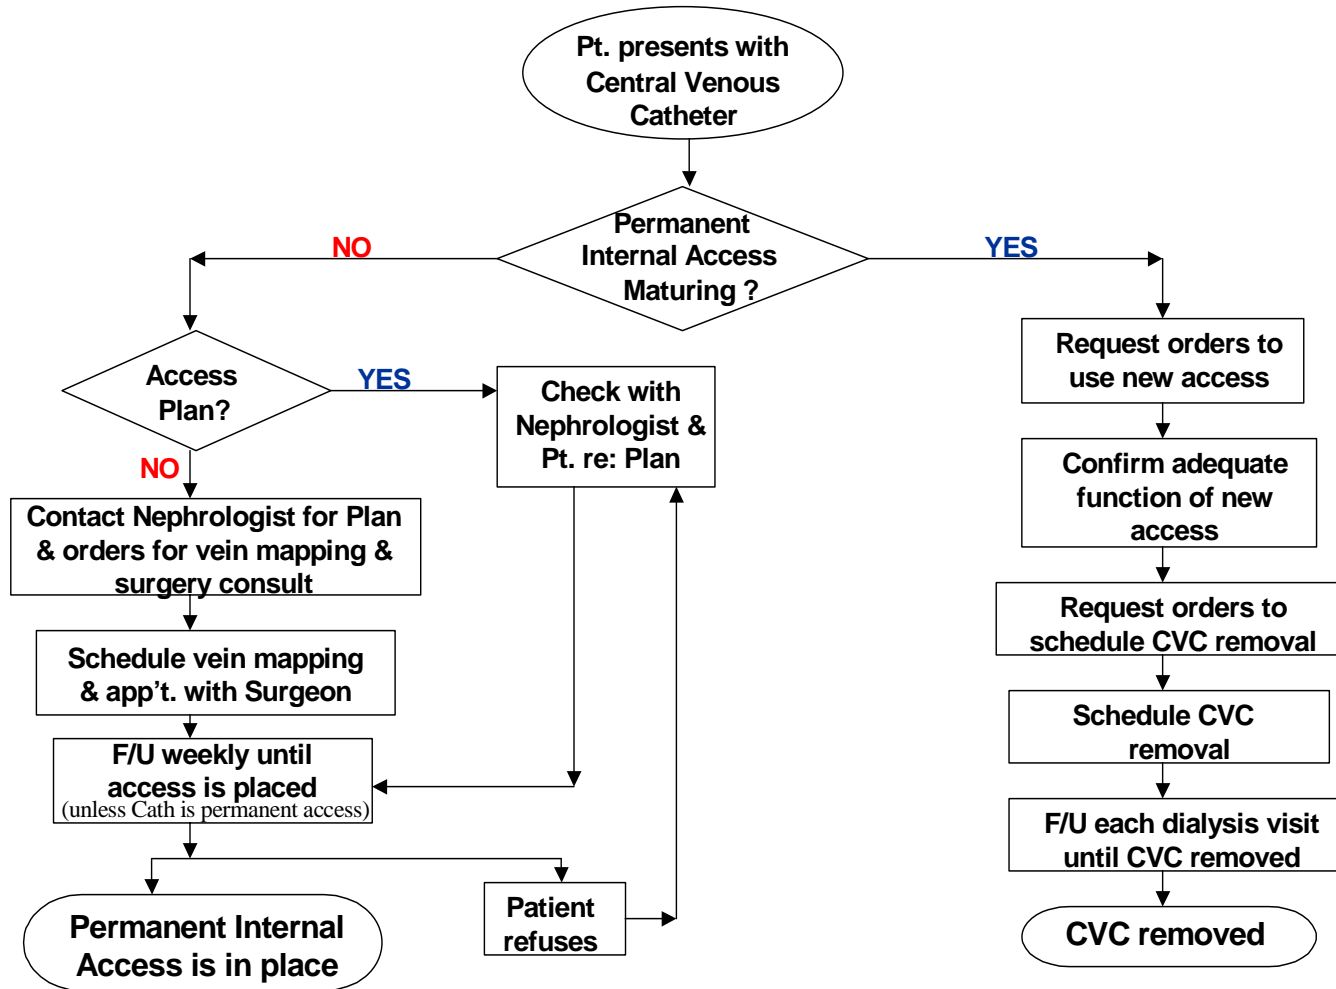 Pt. presents with
Central Venous
Catheter
Permanent
Internal Access
Maturing ?
NO
YES
Access
Plan?
YES
NO
Check with
Nephrologist &
Pt. re: Plan
Contact Nephrologist for Plan
& orders for vein mapping &
surgery consult
Schedule vein mapping
& app't. with Surgeon
F/U weekly until
access is placed
(unless Cath is permanent access)
Permanent Internal
Access is in place
Patient
refuses
Request orders to
use new access
Confirm adequate
function of new
access
Request orders to
schedule CVC removal
Schedule CVC
removal
F/U each dialysis visit
until CVC removed
CVC removed